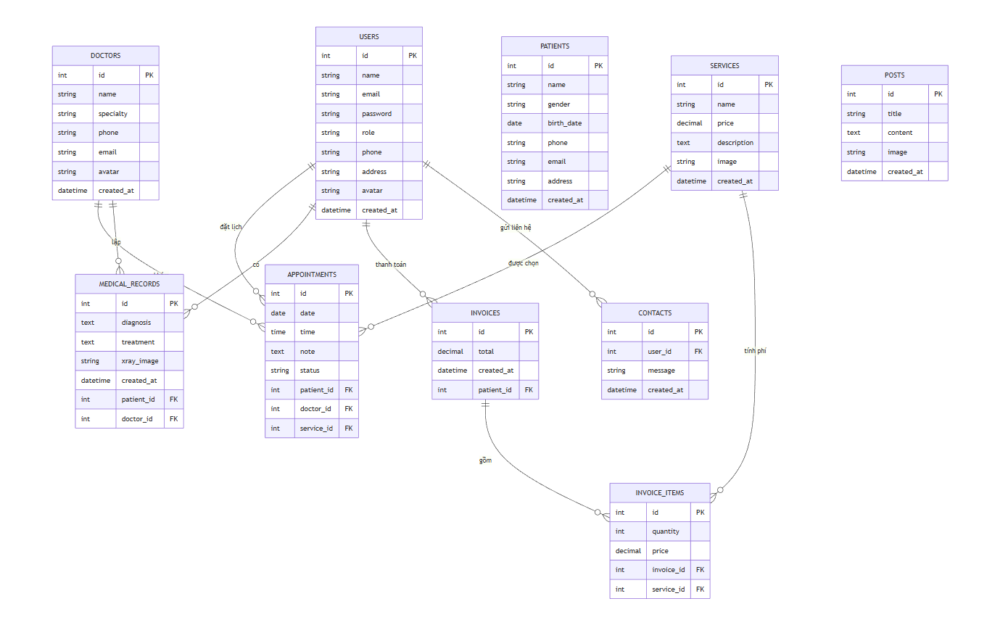 DOCTORS
int id PK
string name
string specialty
string phone
string email
string avatar
datetime created_at
USERS
int id PK
string name
string email
string password
string role
string phone
string address
string avatar
datetime created_at
PATIENTS
int id PK
string name
string gender
date birth_date
string phone
string email
string address
datetime created_at
SERVICES
int id PK
string name
decimal price
text description
string image
datetime created_at
POSTS
int id PK
string title
text content
string image
datetime created_at
lập
đặt lịch
có
thanh toán
gửi liên hệ
được chọn
MEDICAL_RECORDS
int id PK
text diagnosis
text treatment
string xray_image
datetime created_at
int patient_id FK
int doctor_id FK
APPOINTMENTS
int id PK
date date
time time
text note
string status
int patient_id FK
int doctor_id FK
int service_id FK
INVOICES
int id PK
decimal total
datetime created_at
int patient_id FK
CONTACTS
int id PK
int user_id FK
string message
datetime created_at
tính phí
gồm
INVOICE_ITEMS
int id PK
int quantity
decimal price
int invoice_id FK
int service_id FK